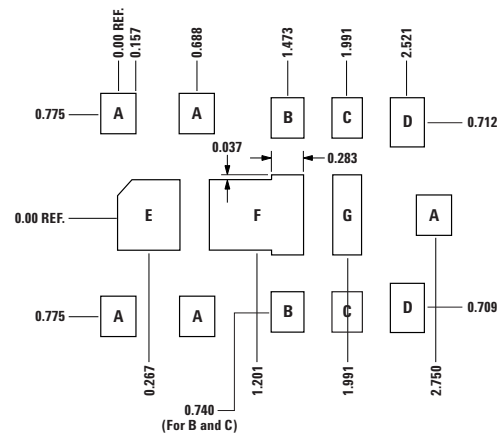 0.00 REF.
0.157
0.688
1.473
1.991
2.521
0.775
A
A
B
C
D
0.712
0.037
0.283
0.00 REF.
E
F
G
A
0.775
A
A
B
C
D
0.709
0.267
1.201
1.991
2.750
0.740
(For B and C)